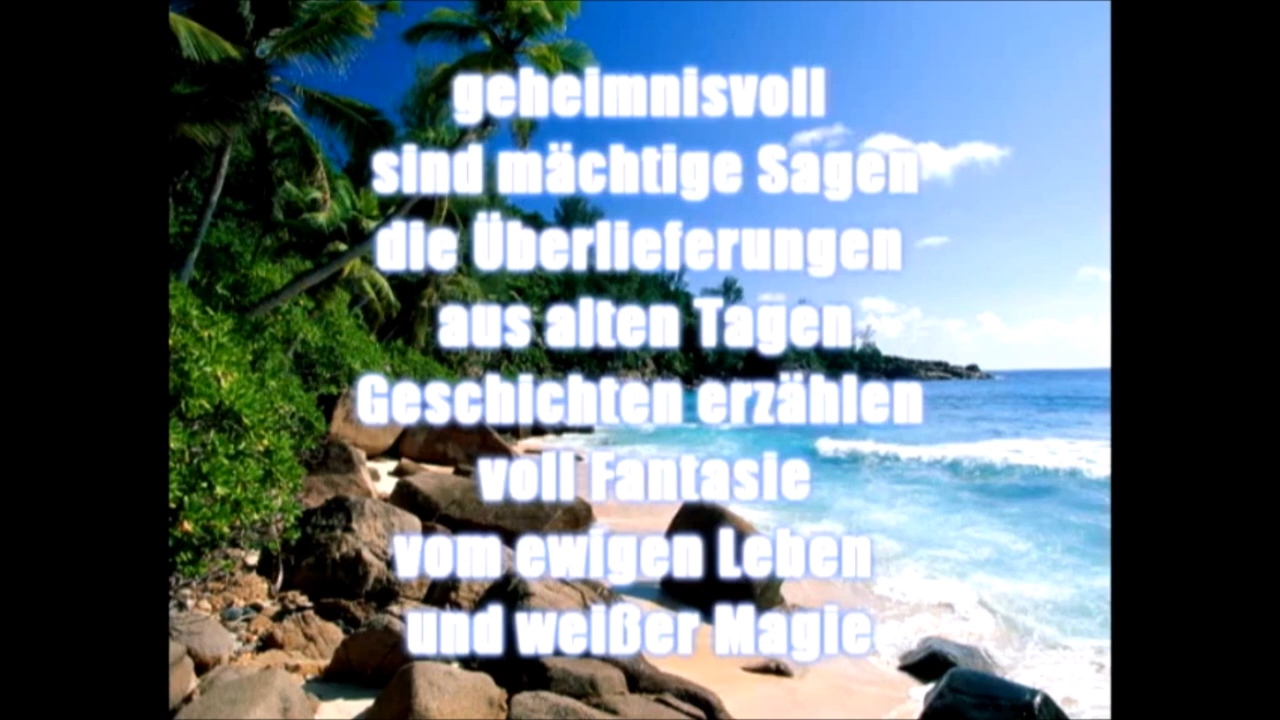 geheimnisvoll
sind mächtige Sagen
die Überlieferungen
aus alten Tagen
Geschichten erzählen
voll Fantasie
vom ewigen Leben
und weißer Magie